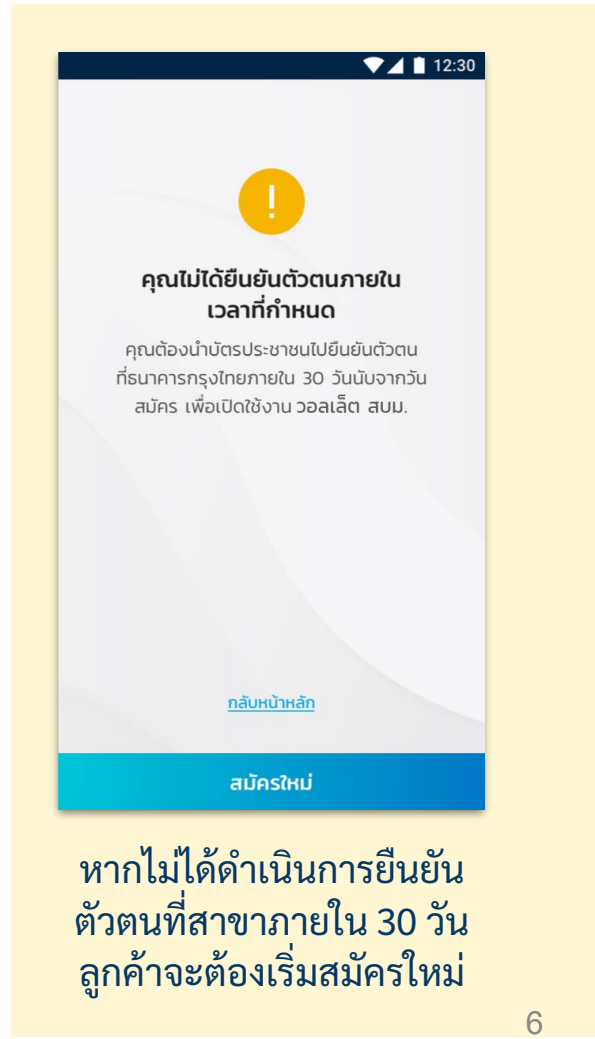 12:30
!
คุณไม่ได้ยืนยันตัวตนภายใน
เวลาที่กำหนด
คุณต้องนำบัตรประชาชนไปยืนยันตัวตน
ที่ธนาคารกรุงไทยภายใน 30 วันนับจากวัน
สมัคร เพื่อเปิดใช้งาน วอลเล็ต สบม.
กลับหน้าหลัก
สมัครใหม่
หากไม่ได้ดำเนินการยืนยัน
ตัวตนที่สาขาภายใน 30 วัน
ลูกค้าจะต้องเริ่มสมัครใหม่
6